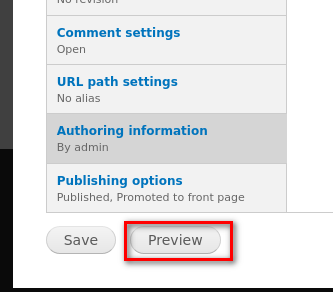 No revision
Comment settings
Open
URL path settings
No alias
Authoring information
By admin
Publishing options
Published, Promoted to front page
Save
Preview